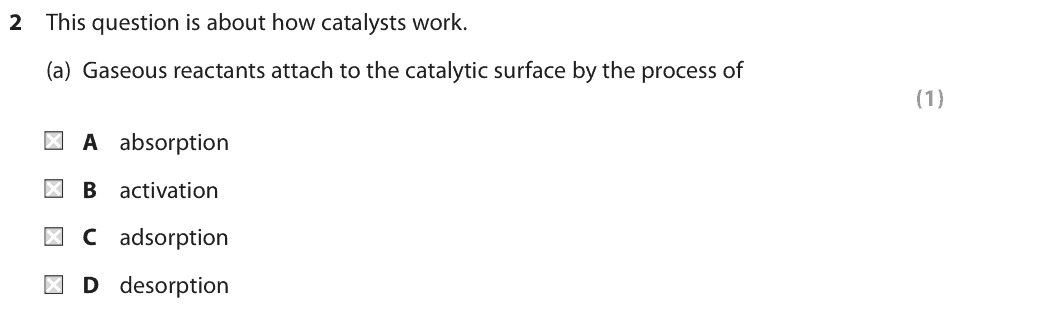 2 This question is about how catalysts work.
(a) Gaseous reactants attach to the catalytic surface by the process of
(1)
A absorption
B activation
C adsorption
D desorption